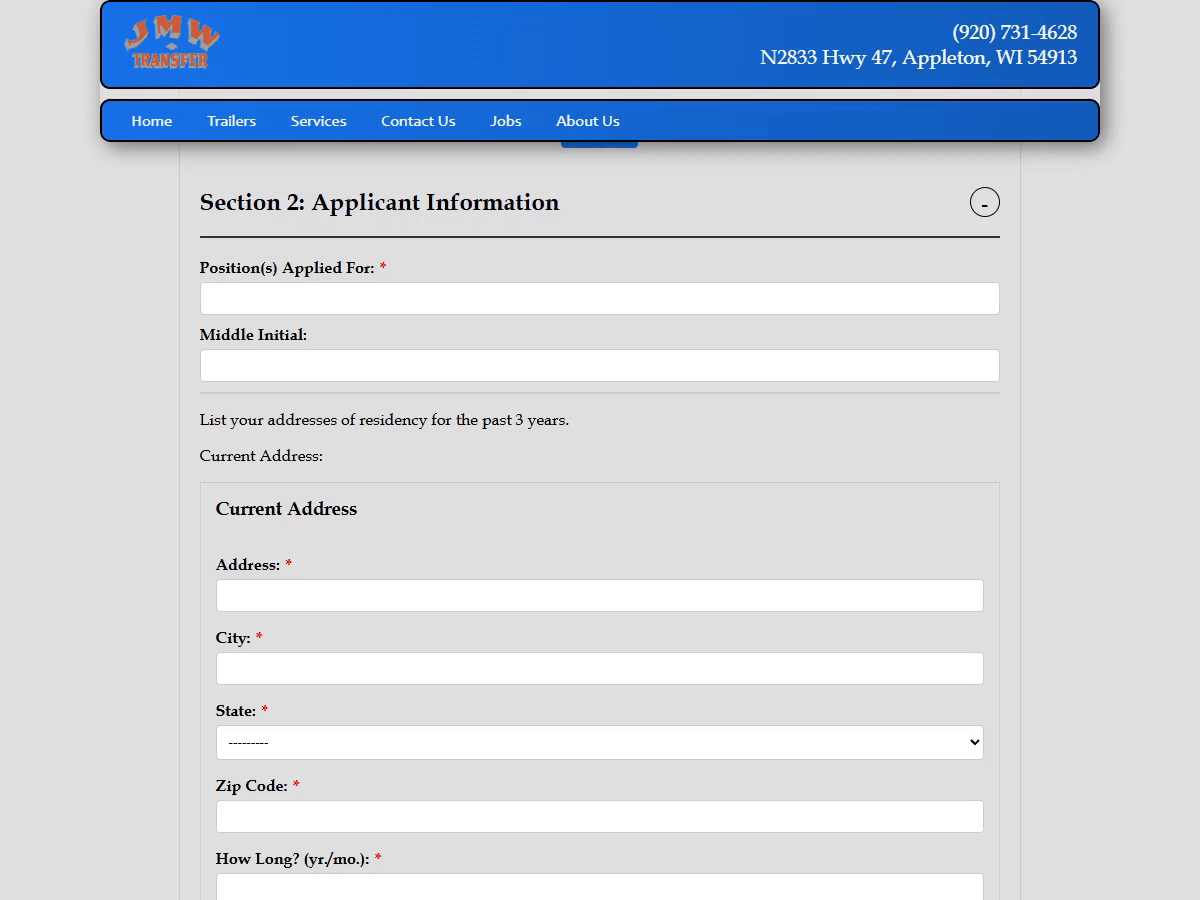 JMW
TRANSFER
(920) 731-4628
N2833 Hwy 47, Appleton, WI 54913
Home Trailers Services Contact Us Jobs About Us
Section 2: Applicant Information
-
Position(s) Applied For: *
Middle Initial:
List your addresses of residency for the past 3 years.
Current Address:
Current Address
Address: *
City: *
State: *
---------
Zip Code: *
How Long? (yr./mo.): *